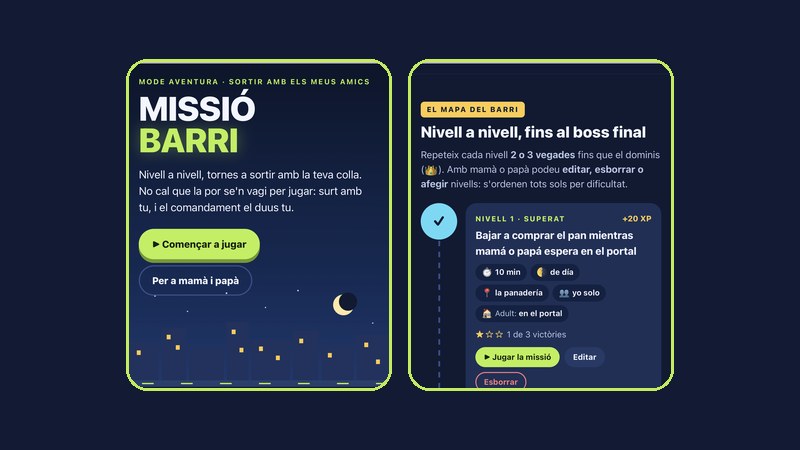 MODE AVENTURA · SORTIR AMB ELS MEUS AMICS
MISSIÓ
BARRI
Nivell a nivell, tornes a sortir amb la teva colla.
No cal que la por se'n vagi per jugar: surt amb
tu, i el comandament el duus tu.
▶ Començar a jugar
Per a mamà i papà
EL MAPA DEL BARRI
Nivell a nivell, fins al boss final
Repeteix cada nivell 2 o 3 vegades fins que el dominis
(👑). Amb mamà o papà podeu editar, esborrar o
afegir nivells: s'ordenen tots sols per dificultat.
NIVELL 1 · SUPERAT +20 XP
Bajar a comprar el pan mientras
mamá o papá espera en el portal
10 min de día
la panadería yo solo
Adult: en el portal
1 de 3 victòries
▶ Jugar la missió Editar
Esborrar